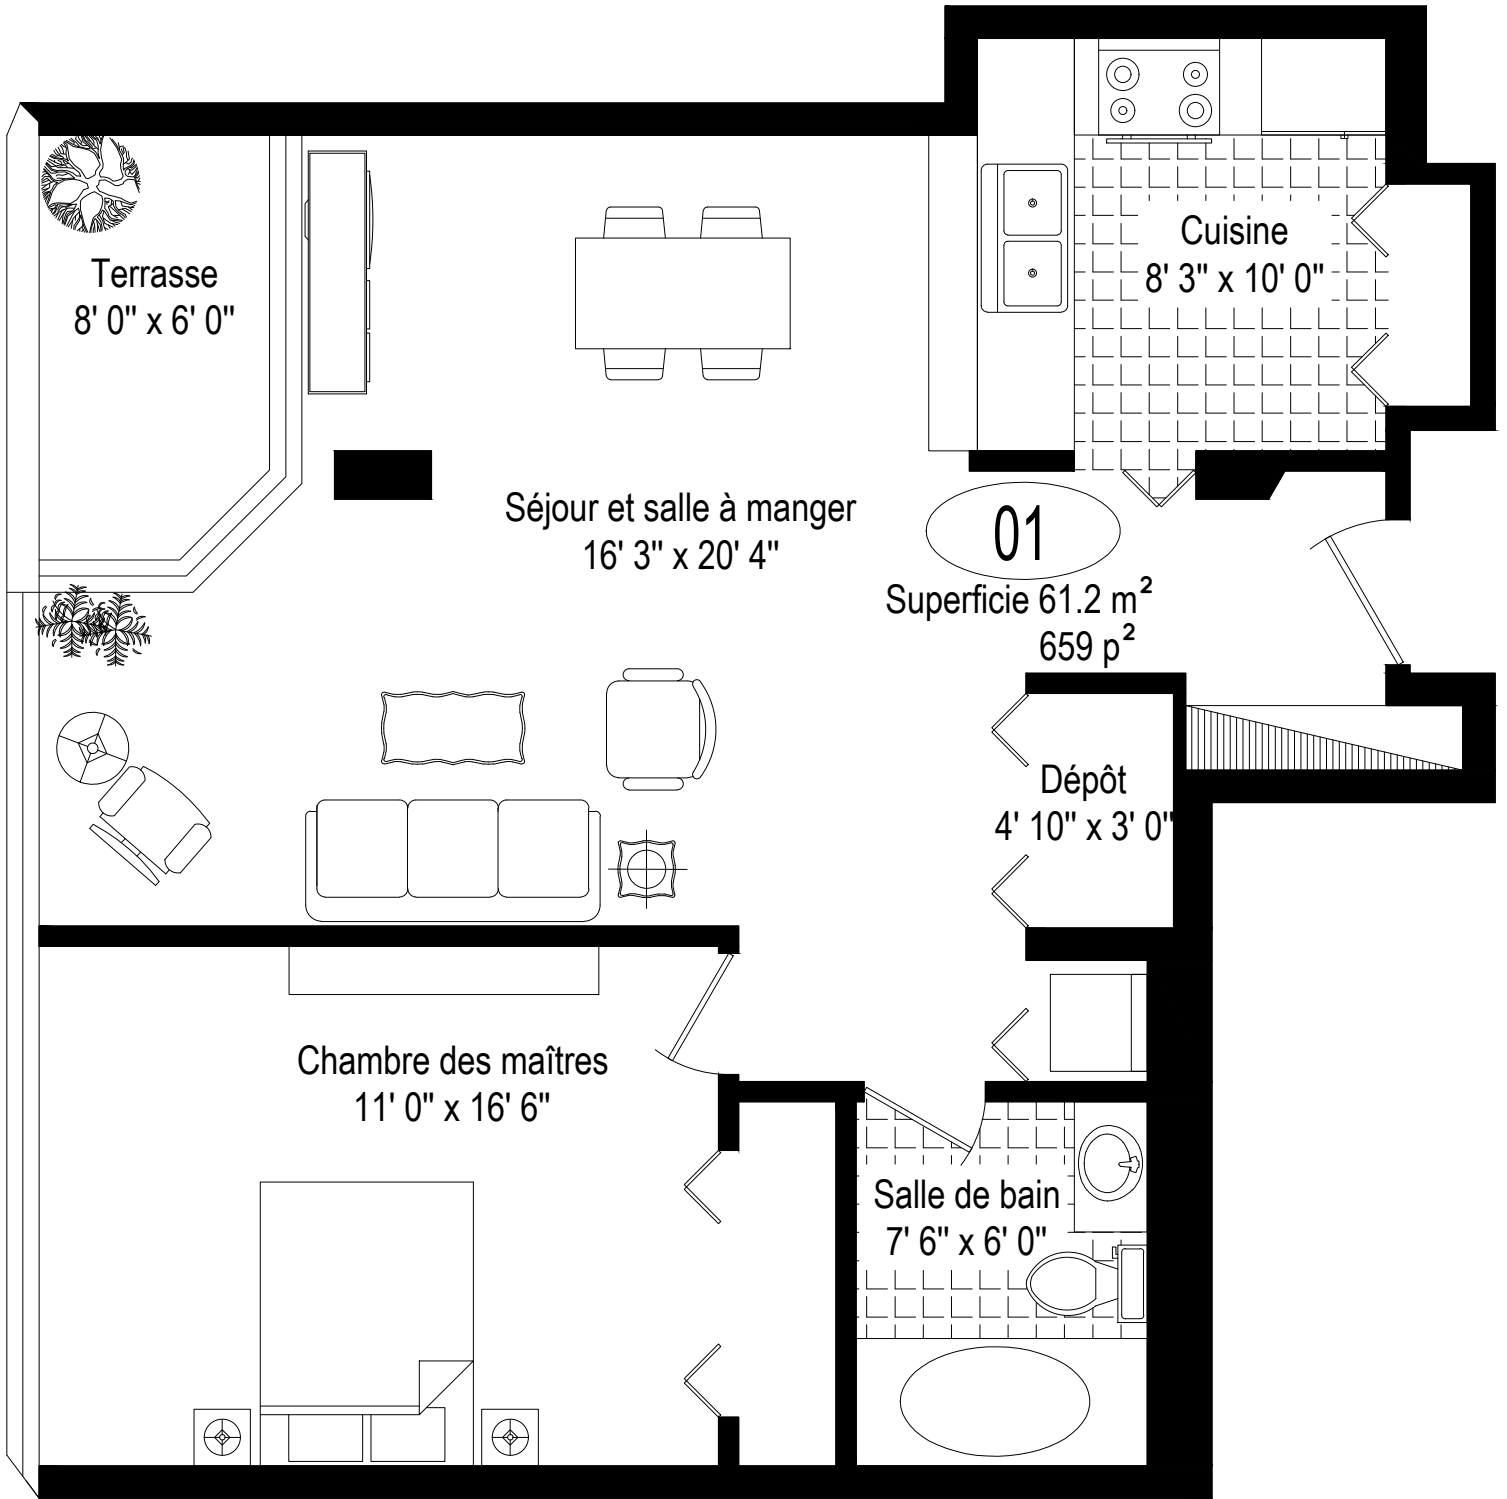 Cuisine
8' 3" x 10' 0"
Terrasse
8' 0" x 6' 0"
Séjour et salle à manger
16' 3" x 20' 4"
01
Superficie 61.2 m²
659 p²
Dépôt
4' 10" x 3' 0"
Chambre des maîtres
11' 0" x 16' 6"
Salle de bain
7' 6" x 6' 0"